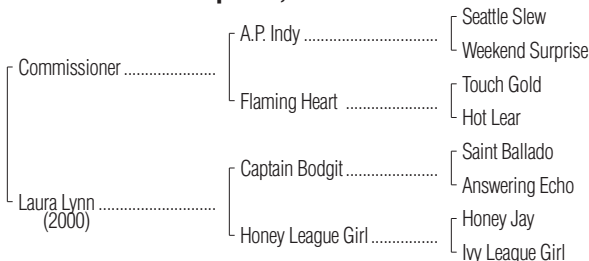 Seattle Slew
A.P. Indy ................................
Weekend Surprise
Commissioner ......................
Touch Gold
Flaming Heart ......................
Hot Lear
Saint Ballado
Captain Bodgit ......................
Answering Echo
Laura Lynn ............................
(2000)
Honey Jay
Honey League Girl ................
Ivy League Girl